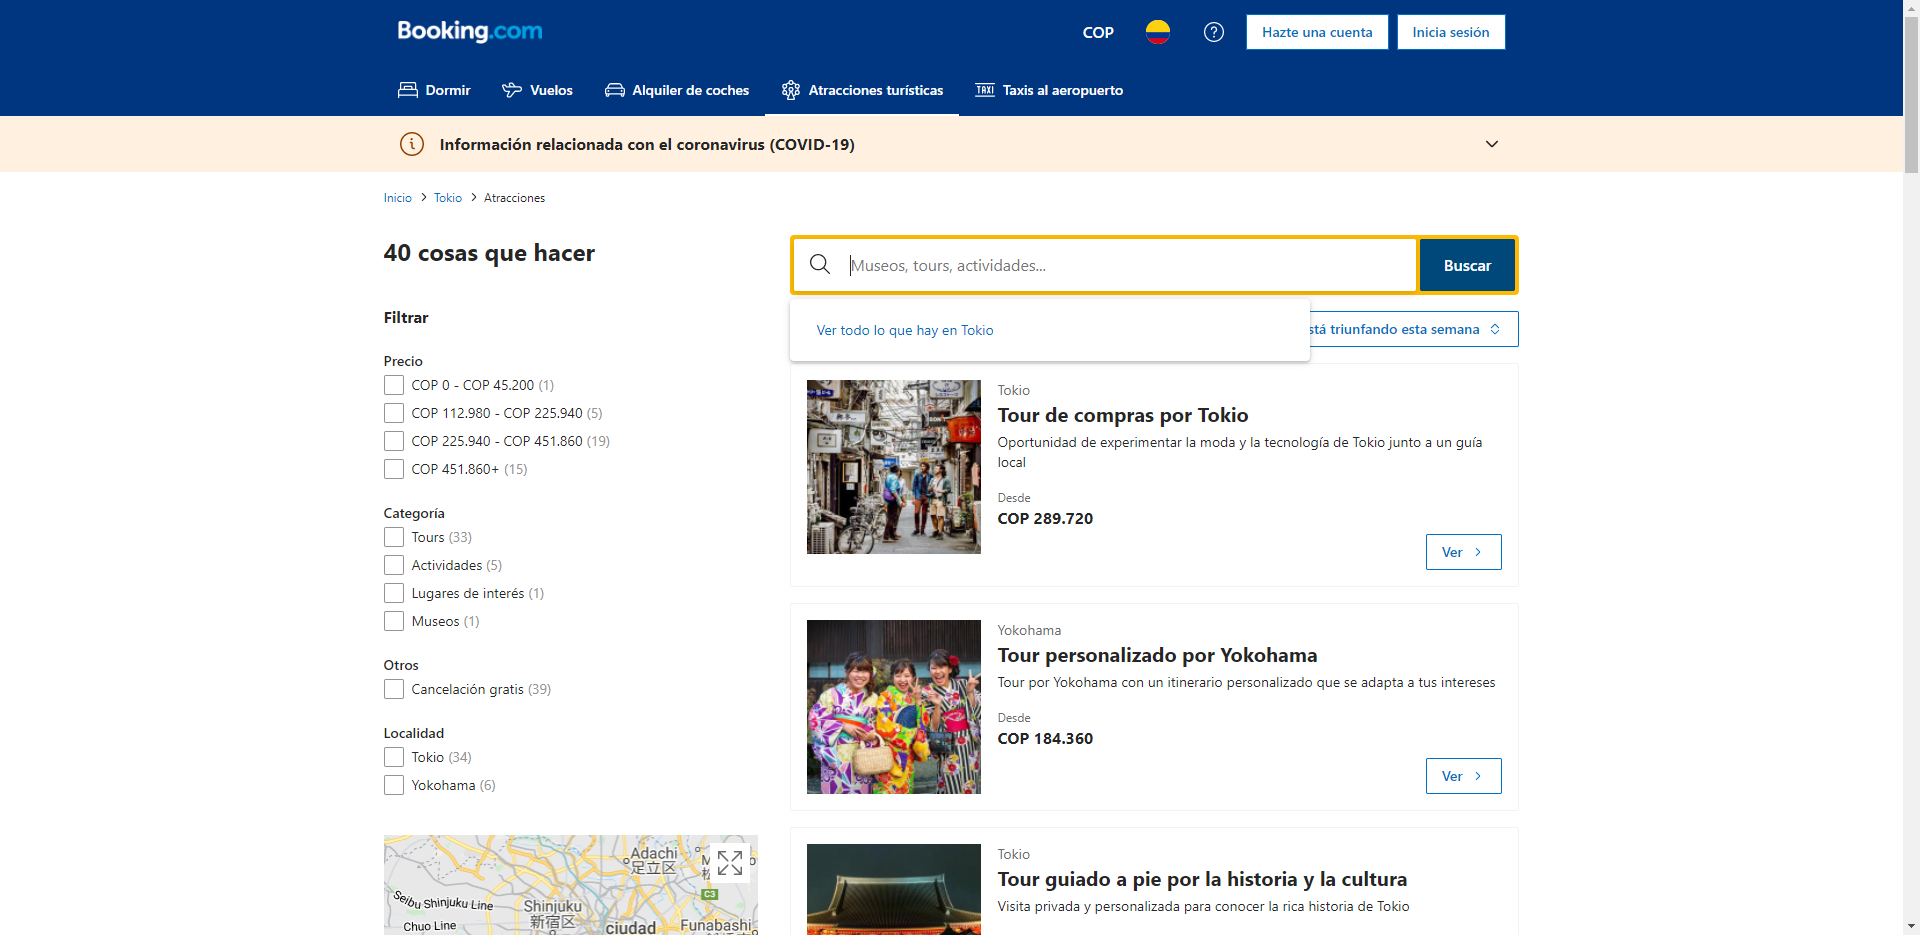 Booking.com
COP
Hazte una cuenta
Inicia sesión
Dormir
Vuelos
Alquiler de coches
Atracciones turísticas
TAXI
Taxis al aeropuerto
Información relacionada con el coronavirus (COVID-19)
Inicio
Tokio
Atracciones
40 cosas que hacer
Museos, tours, actividades...
Buscar
Ver todo lo que hay en Tokio
stá triunfando esta semana
Filtrar
Precio
COP 0 - COP 45.200 (1)
COP 112.980 - COP 225.940 (5)
COP 225.940 - COP 451.860 (19)
COP 451.860+ (15)
Categoría
Tours (33)
Actividades (5)
Lugares de interés (1)
Museos (1)
Otros
Cancelación gratis (39)
Localidad
Tokio (34)
Yokohama (6)
Adachi
足立区
C3
Seibu Shinjuku Line
Shinjuku
新宿区
Chuo Line
ciudad
Funabashi
Tokio
Tour de compras por Tokio
Oportunidad de experimentar la moda y la tecnología de Tokio junto a un guía
local
Desde
COP 289.720
Ver
Yokohama
Tour personalizado por Yokohama
Tour por Yokohama con un itinerario personalizado que se adapta a tus intereses
Desde
COP 184.360
Ver
Tokio
Tour guiado a pie por la historia y la cultura
Visita privada y personalizada para conocer la rica historia de Tokio